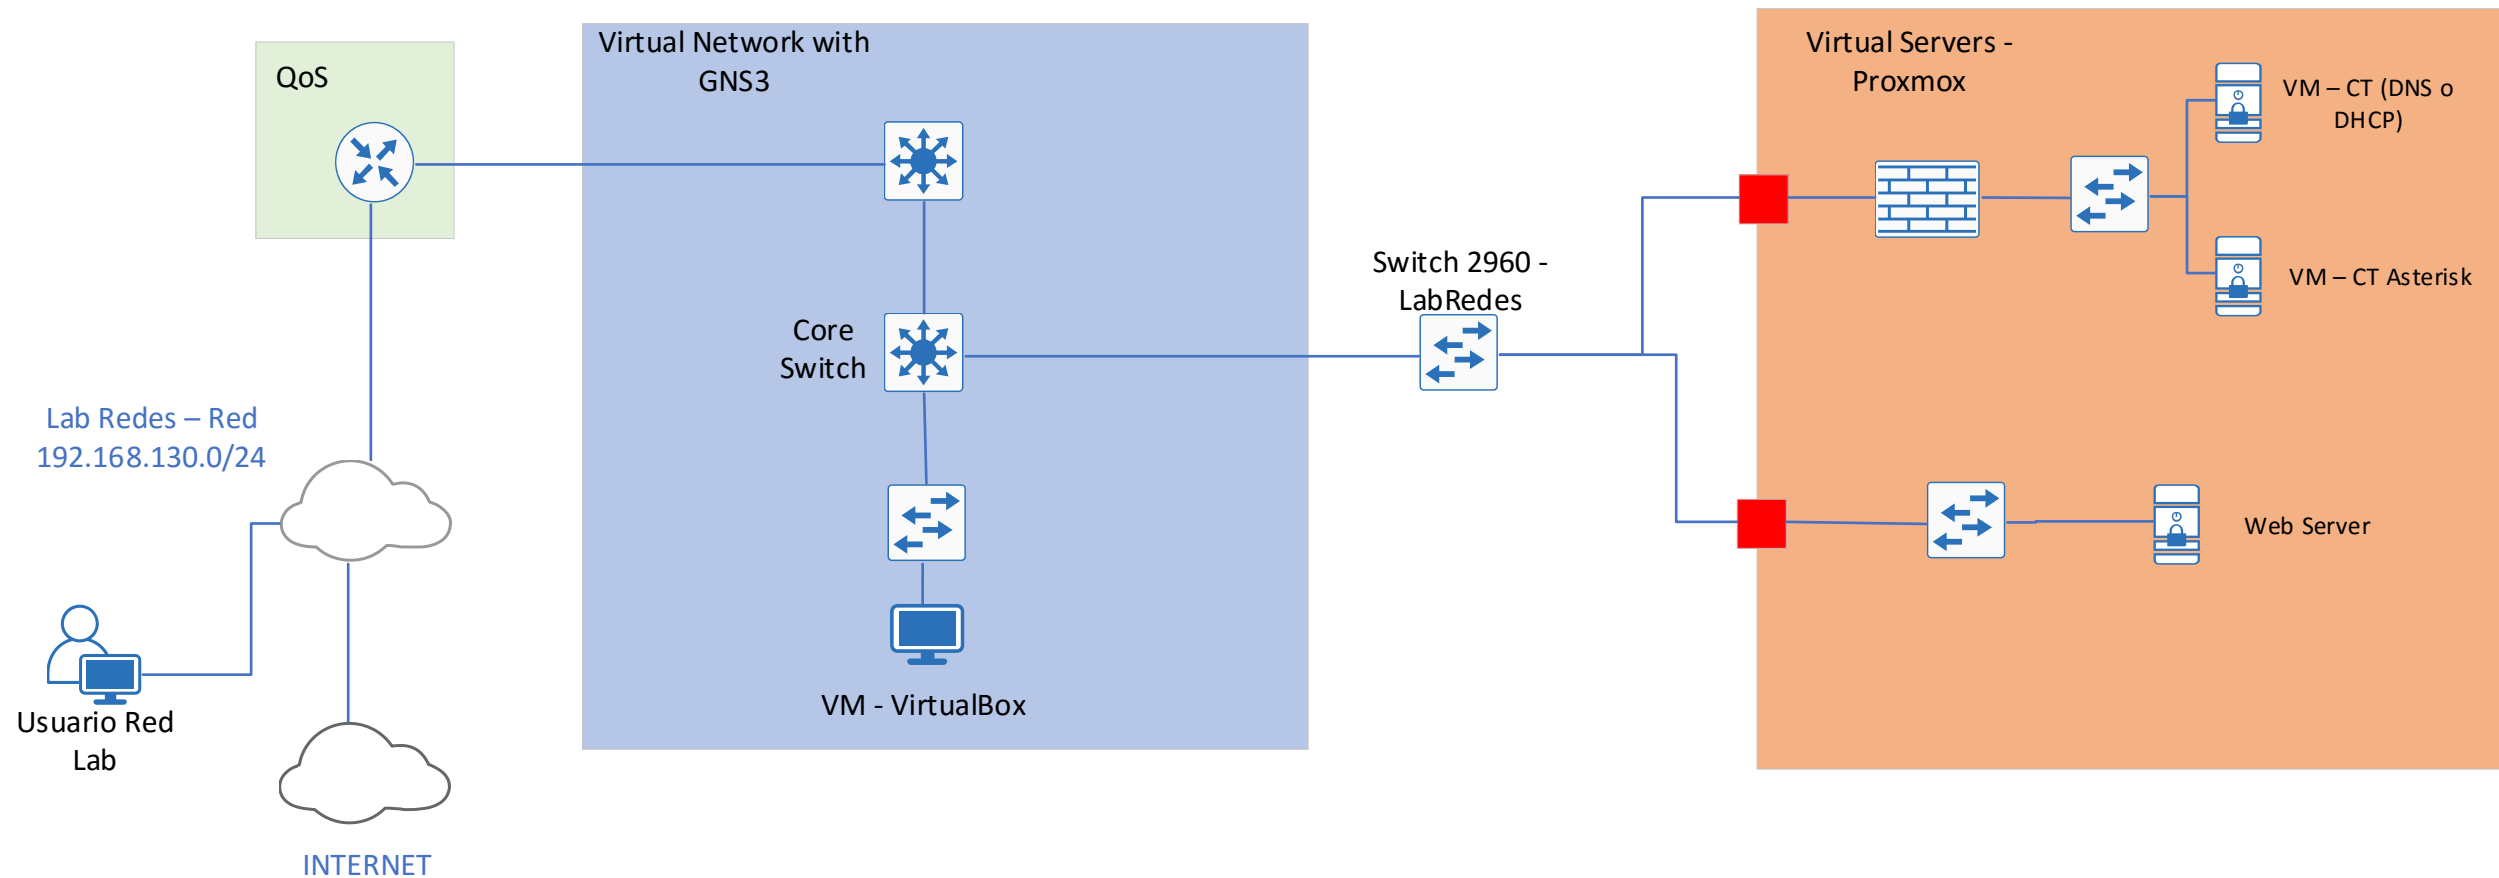 QoS
Virtual Network with
GNS3
Virtual Servers -
Proxmox
VM – CT (DNS o
DHCP)
Switch 2960 -
LabRedes
VM – CT Asterisk
Core
Switch
Lab Redes – Red
192.168.130.0/24
Web Server
VM - VirtualBox
Usuario Red
Lab
INTERNET